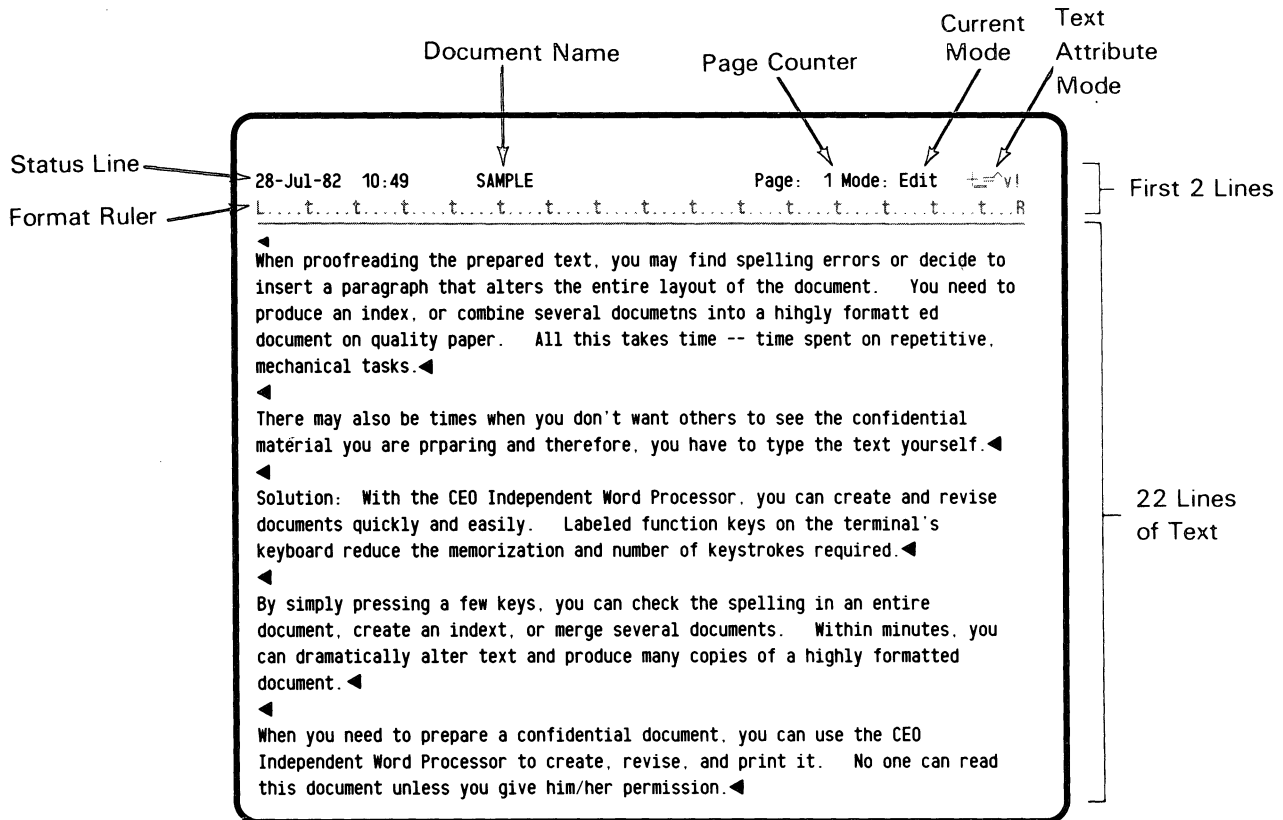 Document Name
Page Counter
Current Mode
Text Attribute Mode
Status Line
28-Jul-82 10:49 SAMPLE Page: 1 Mode: Edit +=^v!
First 2 Lines
Format Ruler
L....t....t....t....t....t....t....t....t....t....t....t....t....t....t....t...R
◀
When proofreading the prepared text, you may find spelling errors or decide to
insert a paragraph that alters the entire layout of the document. You need to
produce an index, or combine several documetns into a hihgly formatt ed
document on quality paper. All this takes time -- time spent on repetitive,
mechanical tasks.◀
◀
There may also be times when you don't want others to see the confidential
material you are prparing and therefore, you have to type the text yourself.◀
◀
Solution: With the CEO Independent Word Processor, you can create and revise
documents quickly and easily. Labeled function keys on the terminal's
keyboard reduce the memorization and number of keystrokes required.◀
◀
By simply pressing a few keys, you can check the spelling in an entire
document, create an indext, or merge several documents. Within minutes, you
can dramatically alter text and produce many copies of a highly formatted
document.◀
◀
When you need to prepare a confidential document, you can use the CEO
Independent Word Processor to create, revise, and print it. No one can read
this document unless you give him/her permission.◀
22 Lines
of Text